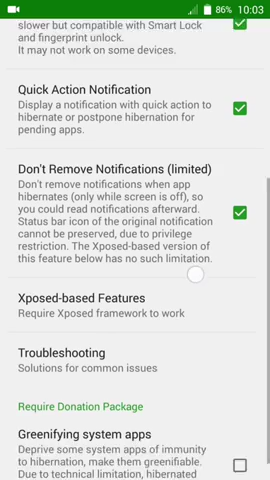 86% 10:03
slower but compatible with Smart Lock
and fingerprint unlock.
It may not work on some devices.
Quick Action Notification
Display a notification with quick action to
hibernate or postpone hibernation for
pending apps.
Don't Remove Notifications (limited)
Don't remove notifications when app
hibernates (only while screen is off), so
you could read notifications afterward.
Status bar icon of the original notification
cannot be preserved, due to privilege
restriction. The Xposed-based version of
this feature below has no such limitation.
Xposed-based Features
Require Xposed framework to work
Troubleshooting
Solutions for common issues
Require Donation Package
Greenifying system apps
Deprive some system apps of immunity
to hibernation, make them greenifiable.
Due to technical limitation, hibernated